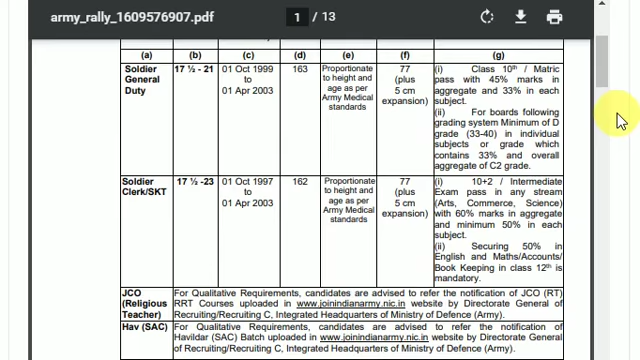 army_rally_1609576907.pdf
1 / 13
(a) (b) (c) (d) (e) (f) (g)
Soldier
General
Duty
17 ½ - 21
01 Oct 1999
to
01 Apr 2003
163
Proportionate
to height and
age as per
Army Medical
standards
77
(plus
5 cm
expansion)
(i) Class 10th / Matric
pass with 45% marks in
aggregate and 33% in each
subject.
(ii) For boards following
grading system Minimum of D
grade (33-40) in individual
subjects or grade which
contains 33% and overall
aggregate of C2 grade.
Soldier
Clerk/SKT
17 ½ -23
01 Oct 1997
to
01 Apr 2003
162
Proportionate
to height and
age as per
Army Medical
standards
77
(plus
5 cm
expansion)
(i) 10+2 / Intermediate
Exam pass in any stream
(Arts, Commerce, Science)
with 60% marks in aggregate
and minimum 50% in each
subject.
(ii) Securing 50% in
English and Maths/Accounts/
Book Keeping in class 12th is
mandatory.
JCO
(Religious
Teacher)
For Qualitative Requirements, candidates are advised to refer the notification of JCO (RT)
RRT Courses uploaded in www.joinindianarmy.nic.in website by Directorate General of
Recruiting/Recruiting C, Integrated Headquarters of Ministry of Defence (Army).
Hav (SAC)
For Qualitative Requirements, candidates are advised to refer the notification of
Havildar (SAC) Batch uploaded in www.joinindianarmy.nic.in website by Directorate General
of Recruiting/Recruiting C, Integrated Headquarters of Ministry of Defence (Army).